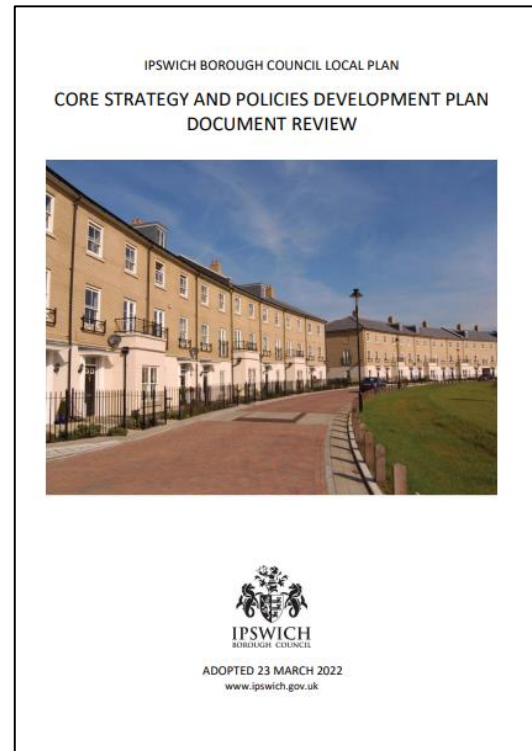 IPSWICH BOROUGH COUNCIL LOCAL PLAN
CORE STRATEGY AND POLICIES DEVELOPMENT PLAN
DOCUMENT REVIEW
IPSWICH
BOROUGH COUNCIL
ADOPTED 23 MARCH 2022
www.ipswich.gov.uk